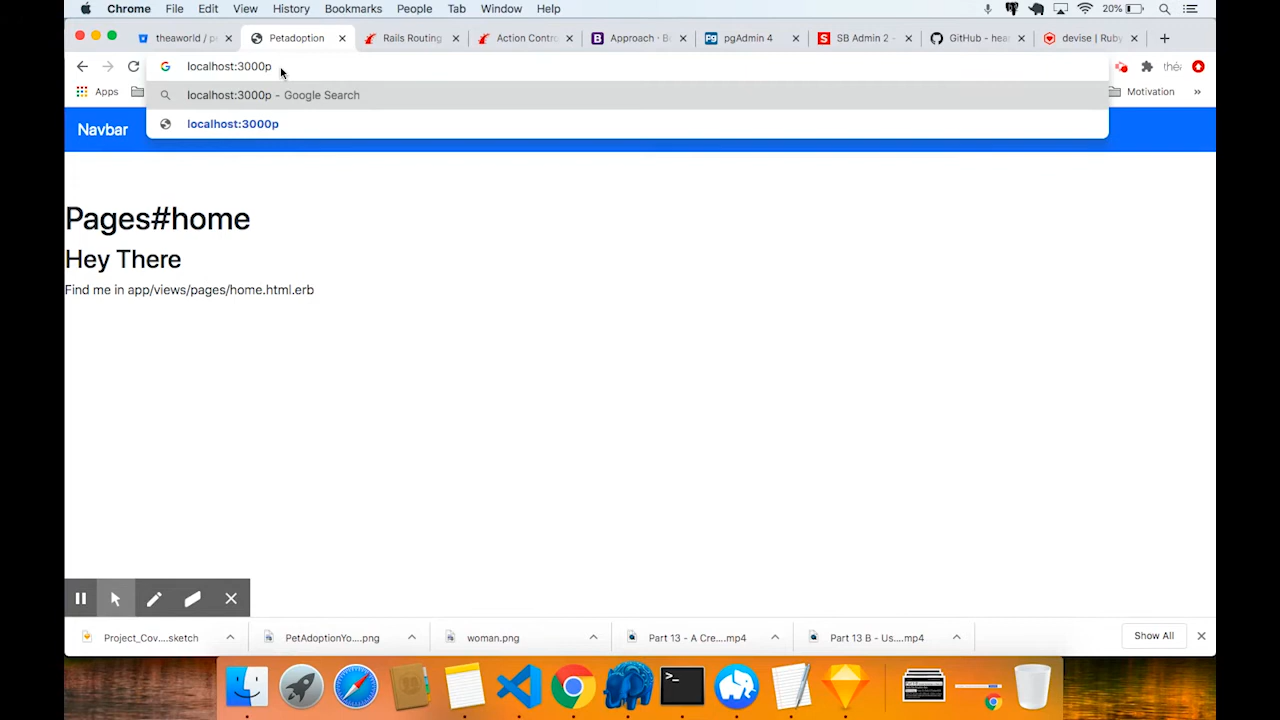 Chrome File Edit View History Bookmarks People Tab Window Help 20%
theaworld / p Petadoption Rails Routing Action Contro Approach · B pgAdmin 4 SB Admin 2 - GitHub - hea devise | Ruby
localhost:3000p
Apps
Motivation »
localhost:3000p - Google Search
localhost:3000p
Navbar
Pages#home
Hey There
Find me in app/views/pages/home.html.erb
Project_Cov....sketch PetAdoptionYo....png woman.png Part 13 - A Cre....mp4 Part 13 B - Us....mp4 Show All